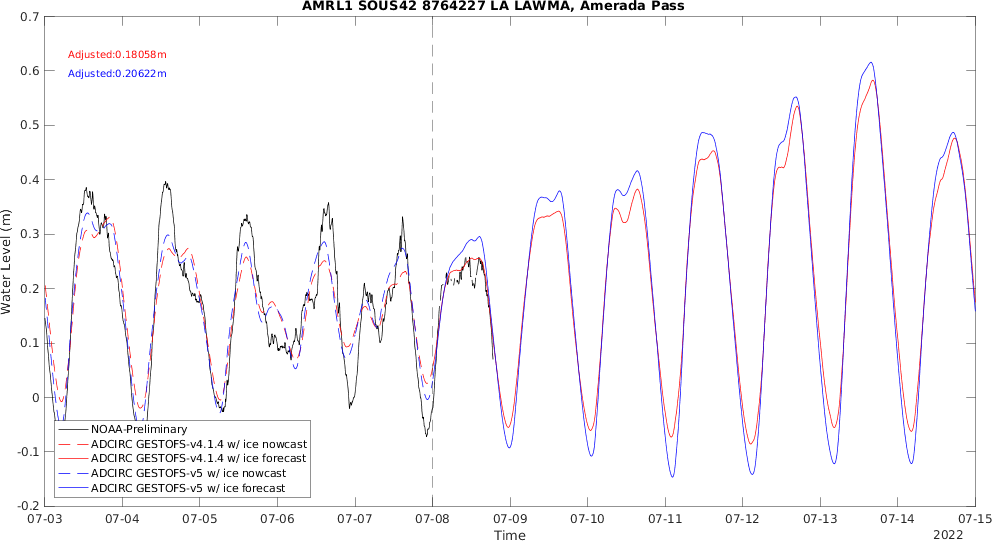 AMRL1 SOUS42 8764227 LA LAWMA, Amerada Pass
Adjusted:0.18058m
Adjusted:0.20622m
0.7
0.6
0.5
0.4
0.3
0.2
0.1
0
-0.1
-0.2
Water Level (m)
NOAA-Preliminary
ADCIRC GESTOFS-v4.1.4 w/ ice nowcast
ADCIRC GESTOFS-v4.1.4 w/ ice forecast
ADCIRC GESTOFS-v5 w/ ice nowcast
ADCIRC GESTOFS-v5 w/ ice forecast
07-03 07-04 07-05 07-06 07-07 07-08 07-09 07-10 07-11 07-12 07-13 07-14 07-15
Time
2022